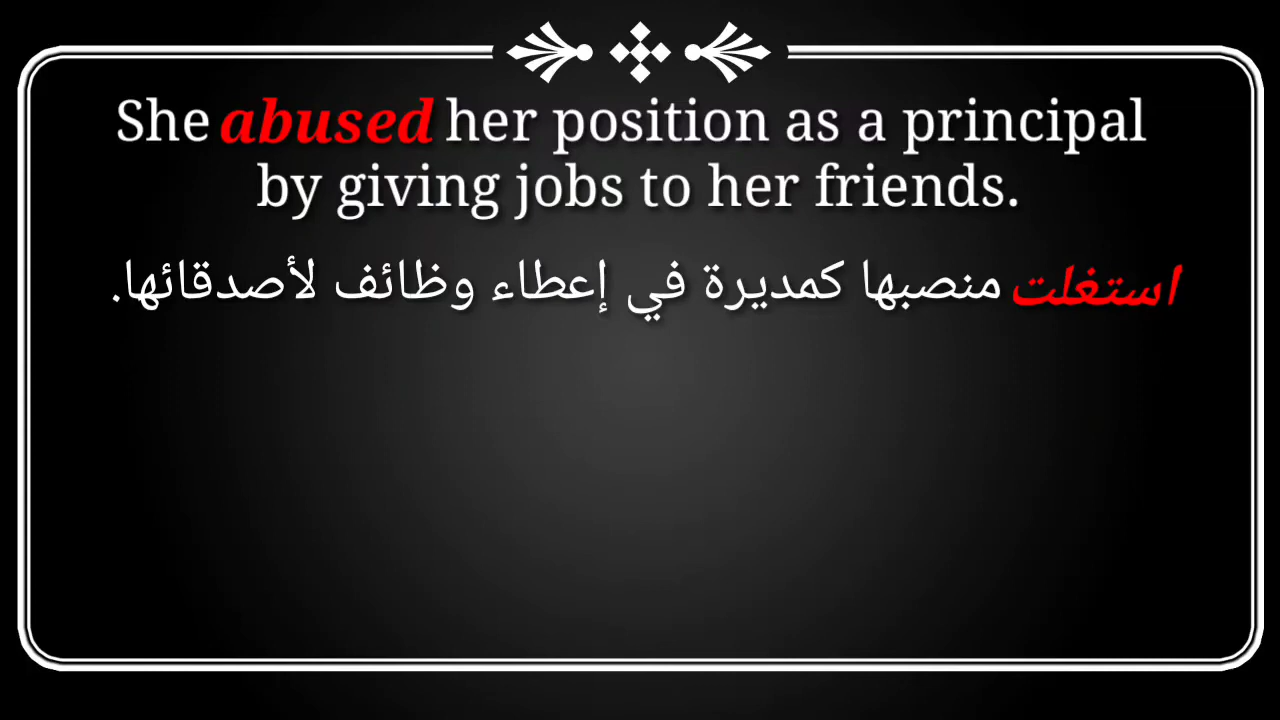 She abused her position as a principal
by giving jobs to her friends.
استغلت منصبها كمديرة في إعطاء وظائف لأصدقائها.